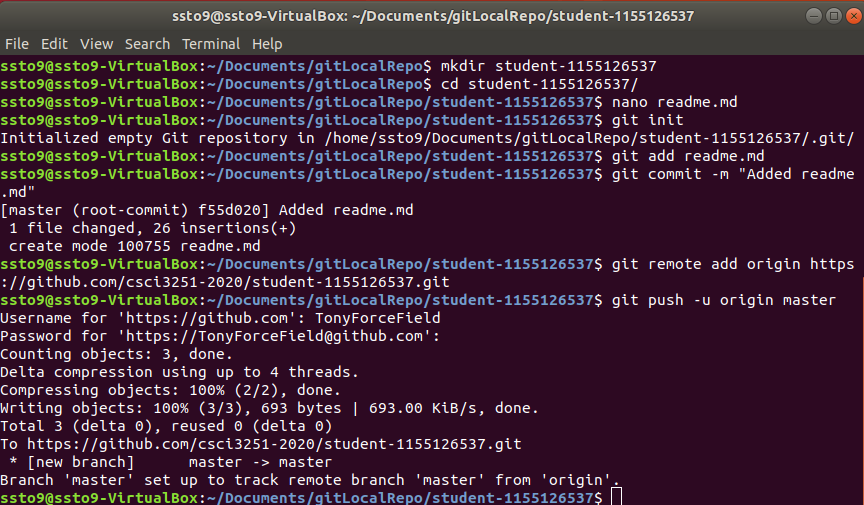 ssto9@ssto9-VirtualBox: ~/Documents/gitLocalRepo/student-1155126537
File Edit View Search Terminal Help
ssto9@ssto9-VirtualBox:~/Documents/gitLocalRepo$ mkdir student-1155126537
ssto9@ssto9-VirtualBox:~/Documents/gitLocalRepo$ cd student-1155126537/
ssto9@ssto9-VirtualBox:~/Documents/gitLocalRepo/student-1155126537$ nano readme.md
ssto9@ssto9-VirtualBox:~/Documents/gitLocalRepo/student-1155126537$ git init
Initialized empty Git repository in /home/ssto9/Documents/gitLocalRepo/student-1155126537/.git/
ssto9@ssto9-VirtualBox:~/Documents/gitLocalRepo/student-1155126537$ git add readme.md
ssto9@ssto9-VirtualBox:~/Documents/gitLocalRepo/student-1155126537$ git commit -m "Added readme
.md"
[master (root-commit) f55d020] Added readme.md
 1 file changed, 26 insertions(+)
 create mode 100755 readme.md
ssto9@ssto9-VirtualBox:~/Documents/gitLocalRepo/student-1155126537$ git remote add origin https
://github.com/csci3251-2020/student-1155126537.git
ssto9@ssto9-VirtualBox:~/Documents/gitLocalRepo/student-1155126537$ git push -u origin master
Username for 'https://github.com': TonyForceField
Password for 'https://TonyForceField@github.com':
Counting objects: 3, done.
Delta compression using up to 4 threads.
Compressing objects: 100% (2/2), done.
Writing objects: 100% (3/3), 693 bytes | 693.00 KiB/s, done.
Total 3 (delta 0), reused 0 (delta 0)
To https://github.com/csci3251-2020/student-1155126537.git
 * [new branch]      master -> master
Branch 'master' set up to track remote branch 'master' from 'origin'.
ssto9@ssto9-VirtualBox:~/Documents/gitLocalRepo/student-1155126537$